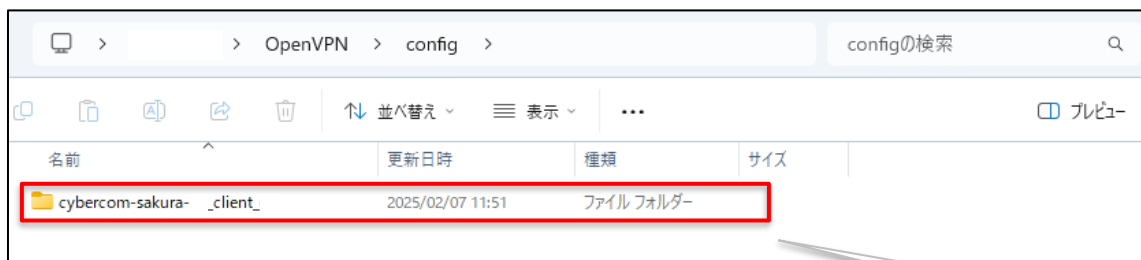 > > OpenVPN > config > configの検索
並べ替え 表示 ... プレビュー
名前 更新日時 種類 サイズ
cybercom-sakura- _client_ 2025/02/07 11:51 ファイル フォルダー